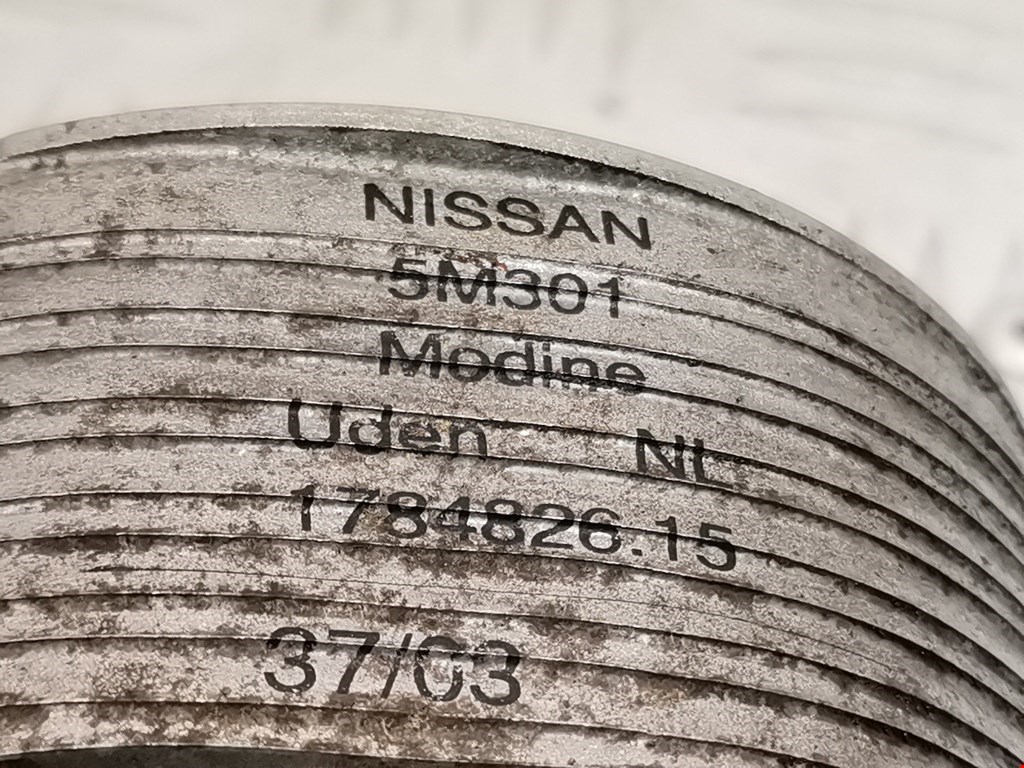 NISSAN
5M301
Modine
Uden NL
1784826.15
37/03